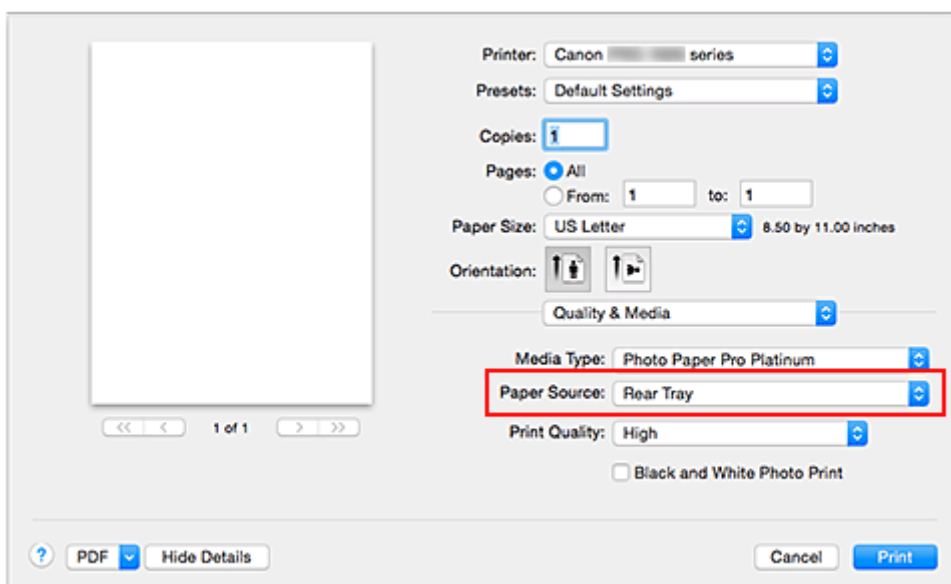 Printer: Canon series
Presets: Default Settings
Copies: 1
Pages: All
From: 1 to: 1
Paper Size: US Letter 8.50 by 11.00 inches
Orientation:
Quality & Media
Media Type: Photo Paper Pro Platinum
Paper Source: Rear Tray
<< < 1 of 1 > >>
Print Quality: High
Black and White Photo Print
? PDF Hide Details Cancel Print